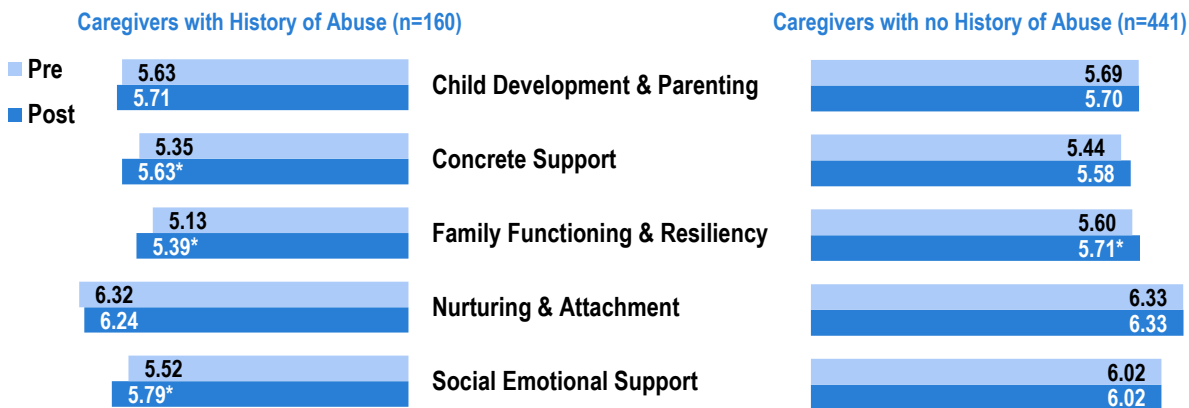 Caregivers with History of Abuse (n=160)
Caregivers with no History of Abuse (n=441)
Pre
Post
5.63
5.71
Child Development & Parenting
5.69
5.70
5.35
5.63*
Concrete Support
5.44
5.58
5.13
5.39*
Family Functioning & Resiliency
5.60
5.71*
6.32
6.24
Nurturing & Attachment
6.33
6.33
5.52
5.79*
Social Emotional Support
6.02
6.02